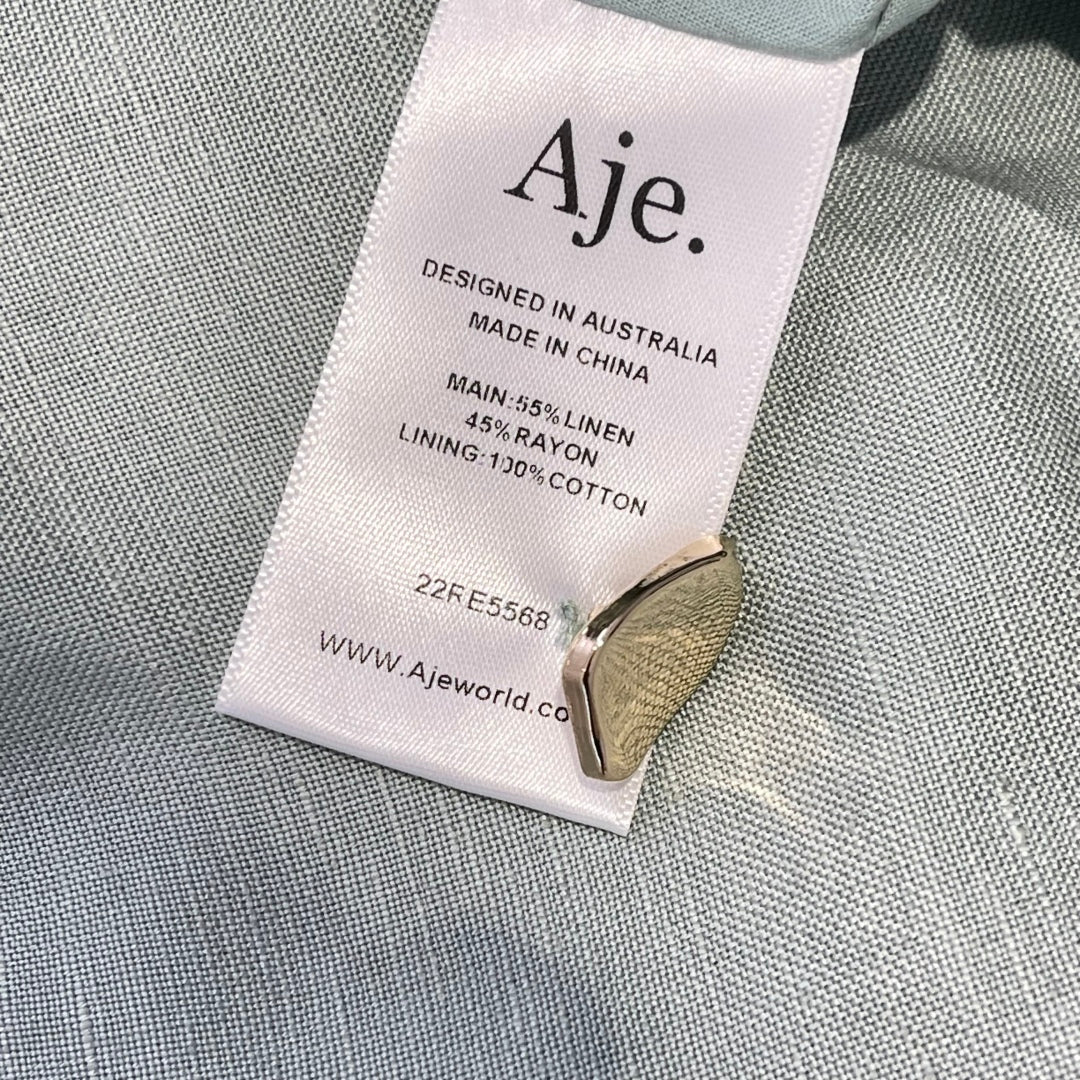 Aje.
DESIGNED IN AUSTRALIA
MADE IN CHINA
MAIN:55%LINEN
45%RAYON
LINING:100%COTTON
22RE5568
www.Ajeworld.co